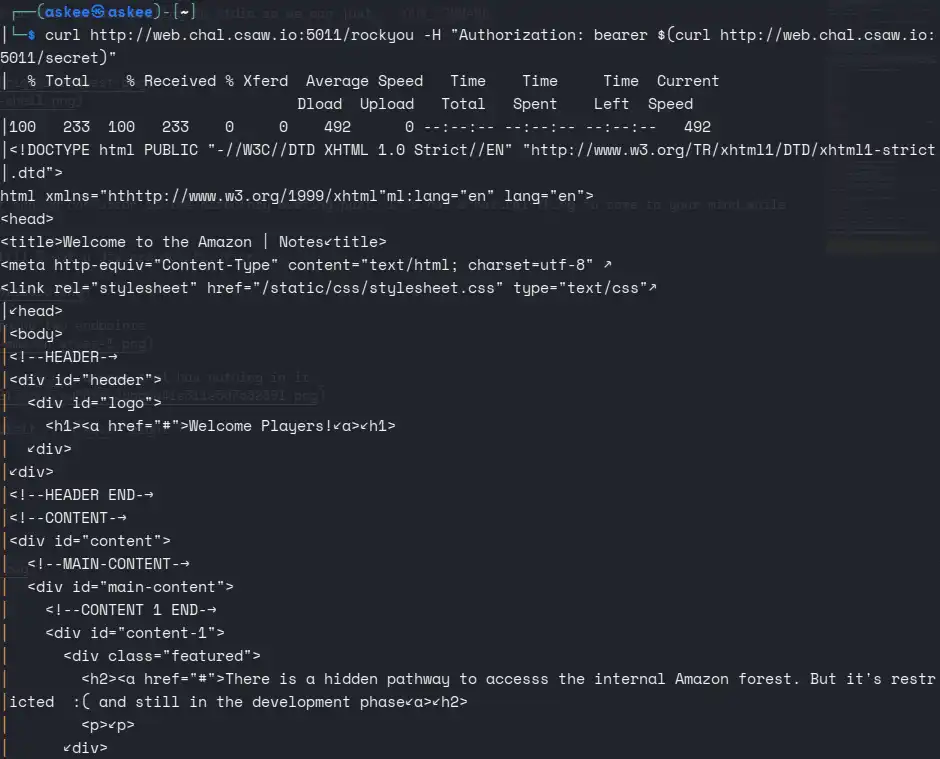 ┌──(askee㉿askee)-[~]
└─$ curl http://web.chal.csaw.io:5011/rockyou -H "Authorization: bearer $(curl http://web.chal.csaw.io:
5011/secret)"
% Total % Received % Xferd Average Speed Time Time Time Current
Dload Upload Total Spent Left Speed
100 233 100 233 0 0 492 0 --:--:-- --:--:-- --:--:-- 492
<!DOCTYPE html PUBLIC "-//W3C//DTD XHTML 1.0 Strict//EN" "http://www.w3.org/TR/xhtml1/DTD/xhtml1-strict
.dtd">
html xmlns="hthttp://www.w3.org/1999/xhtml"ml:lang="en" lang="en">
<head>
<title>Welcome to the Amazon | Notes↙title>
<meta http-equiv="Content-Type" content="text/html; charset=utf-8" ↗
<link rel="stylesheet" href="/static/css/stylesheet.css" type="text/css"↗
↙head>
<body>
<!--HEADER-→
<div id="header">
<div id="logo">
<h1><a href="#">Welcome Players!↙a>↙h1>
↙div>
↙div>
<!--HEADER END-→
<!--CONTENT-→
<div id="content">
<!--MAIN-CONTENT-→
<div id="main-content">
<!--CONTENT 1 END-→
<div id="content-1">
<div class="featured">
<h2><a href="#">There is a hidden pathway to accesss the internal Amazon forest. But it's restr
icted :( and still in the development phase↙a>↙h2>
<p>↙p>
↙div>